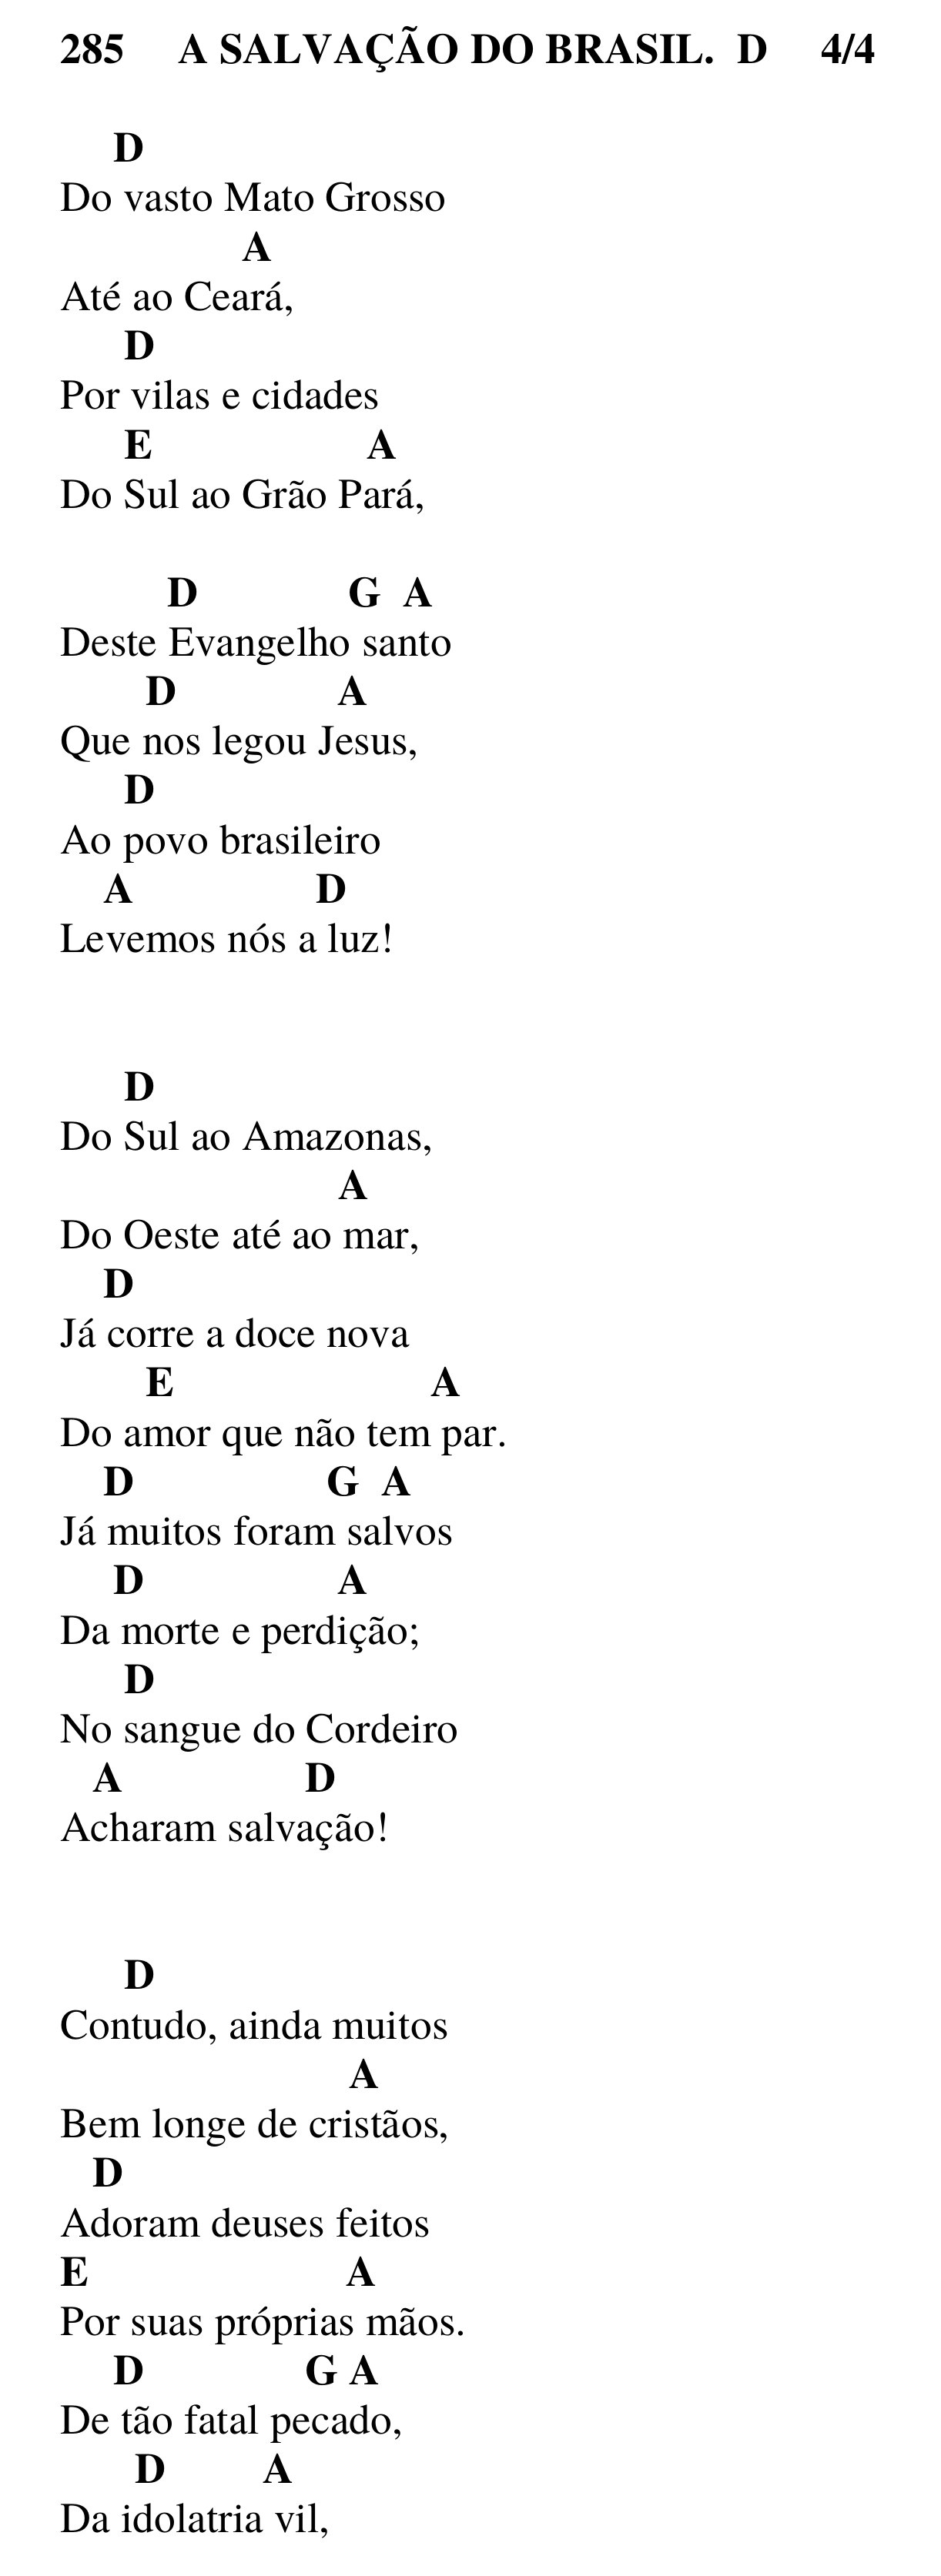 285 A SALVAÇÃO DO BRASIL. D 4/4
D
Do vasto Mato Grosso
A
Até ao Ceará,
D
Por vilas e cidades
E A
Do Sul ao Grão Pará,
D G A
Deste Evangelho santo
D A
Que nos legou Jesus,
D
Ao povo brasileiro
A D
Levemos nós a luz!
D
Do Sul ao Amazonas,
A
Do Oeste até ao mar,
D
Já corre a doce nova
E A
Do amor que não tem par.
D G A
Já muitos foram salvos
D A
Da morte e perdição;
D
No sangue do Cordeiro
A D
Acharam salvação!
D
Contudo, ainda muitos
A
Bem longe de cristãos,
D
Adoram deuses feitos
E A
Por suas próprias mãos.
D G A
De tão fatal pecado,
D A
Da idolatria vil,